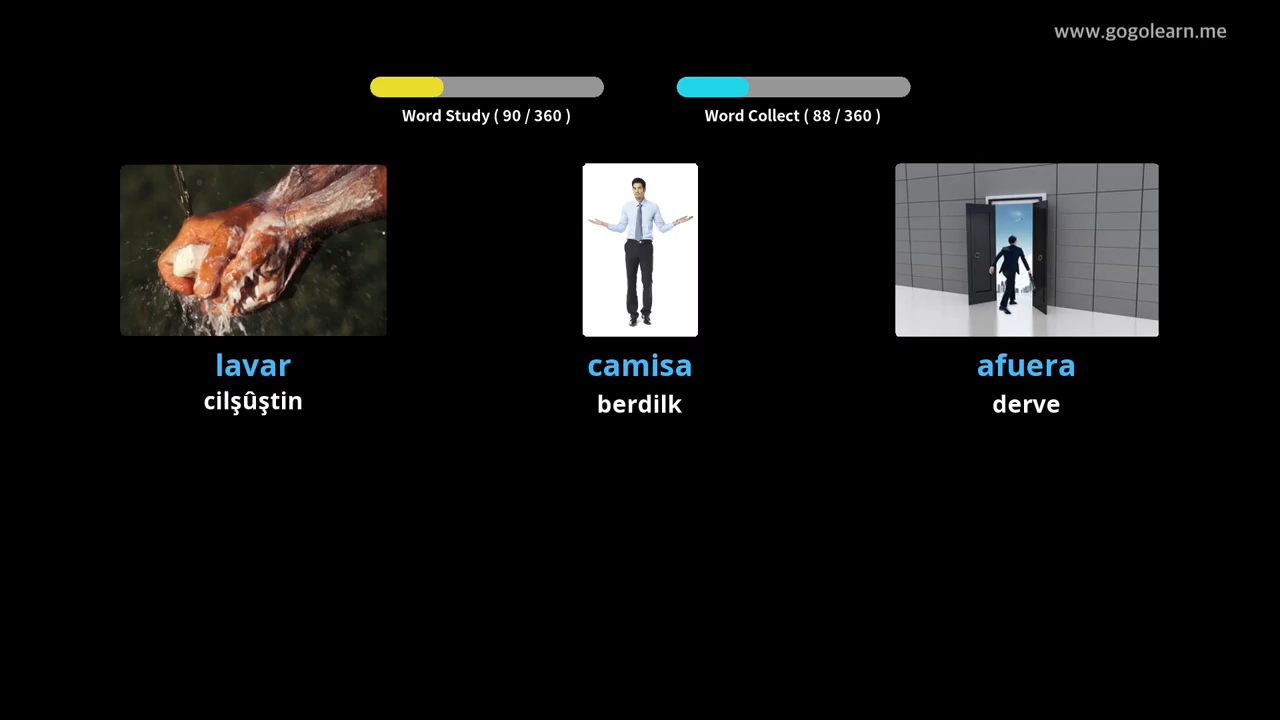 www.gogolearn.me
Word Study ( 90 / 360 )
Word Collect ( 88 / 360 )
lavar
cilşûştin
camisa
berdilk
afuera
derve